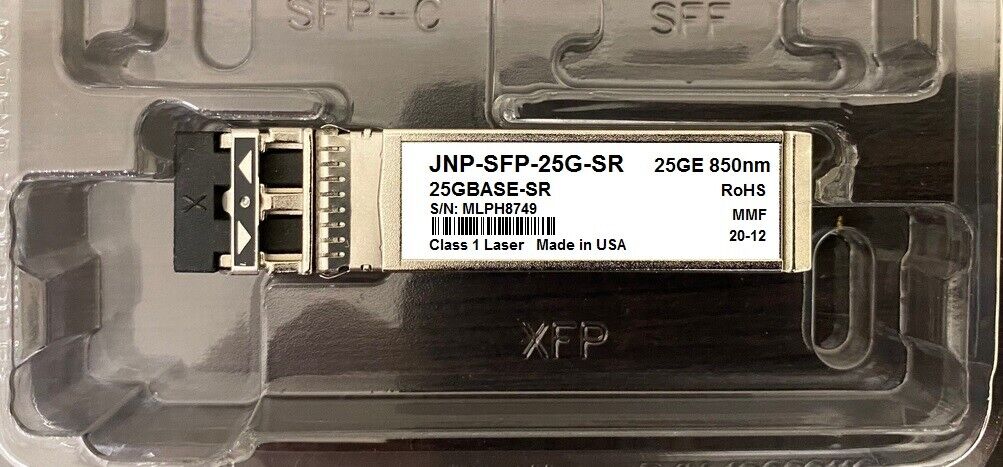 SFP-C SFF
JNP-SFP-25G-SR 25GE 850nm
25GBASE-SR RoHS
S/N: MLPH8749
MMF
20-12
Class 1 Laser Made in USA
XFP